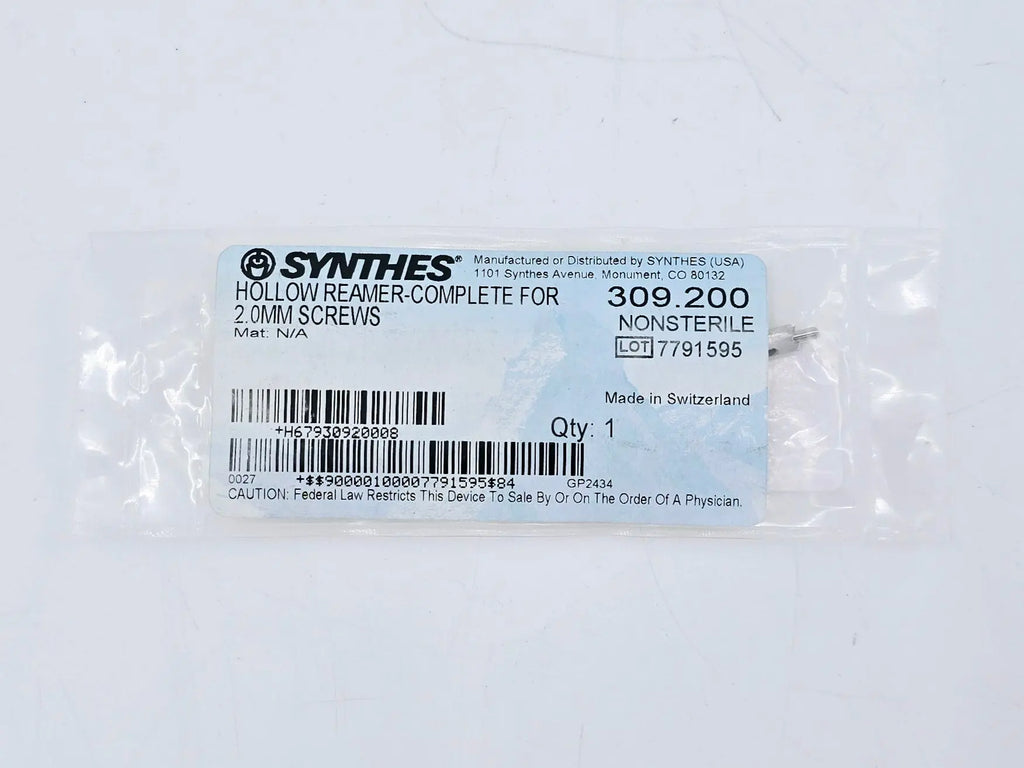 SYNTHES®
Manufactured or Distributed by SYNTHES (USA)
1101 Synthes Avenue, Monument, CO 80132
HOLLOW REAMER-COMPLETE FOR
2.0MM SCREWS
Mat: N/A
309.200
NONSTERILE
LOT 7791595
Made in Switzerland
+H67930920008
Qty: 1
0027 +$$90000100007791595$84 GP2434
CAUTION: Federal Law Restricts This Device To Sale By Or On The Order Of A Physician.